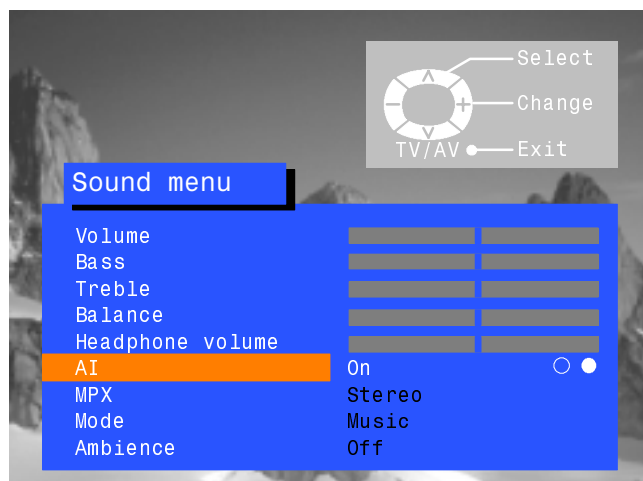 Select
Change
TV/AV Exit
Sound menu
Volume
Bass
Treble
Balance
Headphone volume
AI On
MPX Stereo
Mode Music
Ambience Off